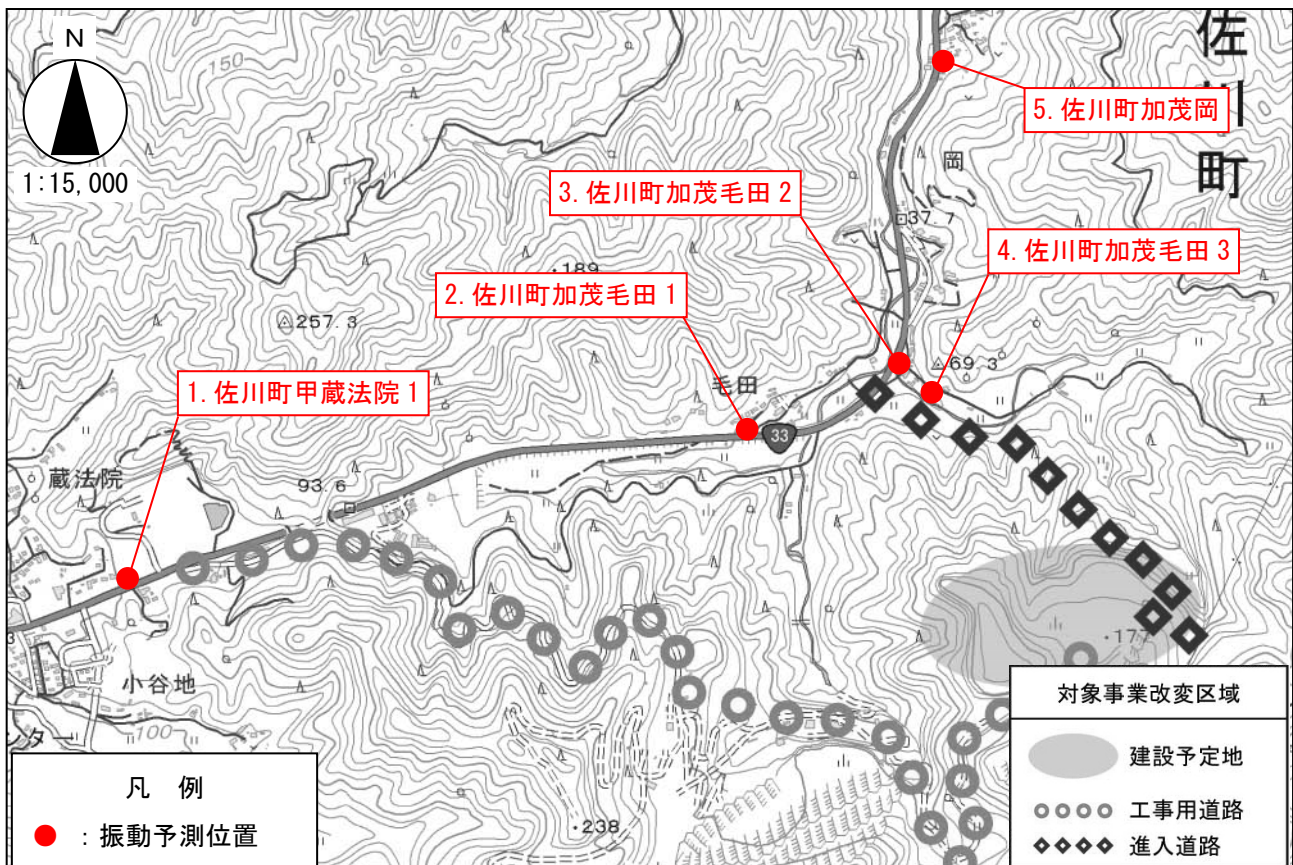 N
1:15,000
150
佐川町
5.佐川町加茂岡
岡
3.佐川町加茂毛田2
37.7
4.佐川町加茂毛田3
189
2.佐川町加茂毛田1
257.3
69.3
毛田
1.佐川町甲蔵法院1
33
蔵法院
93.6
177
小谷地
ンター
100
238
凡 例
:振動予測位置
対象事業改変区域
建設予定地
工事用道路
進入道路